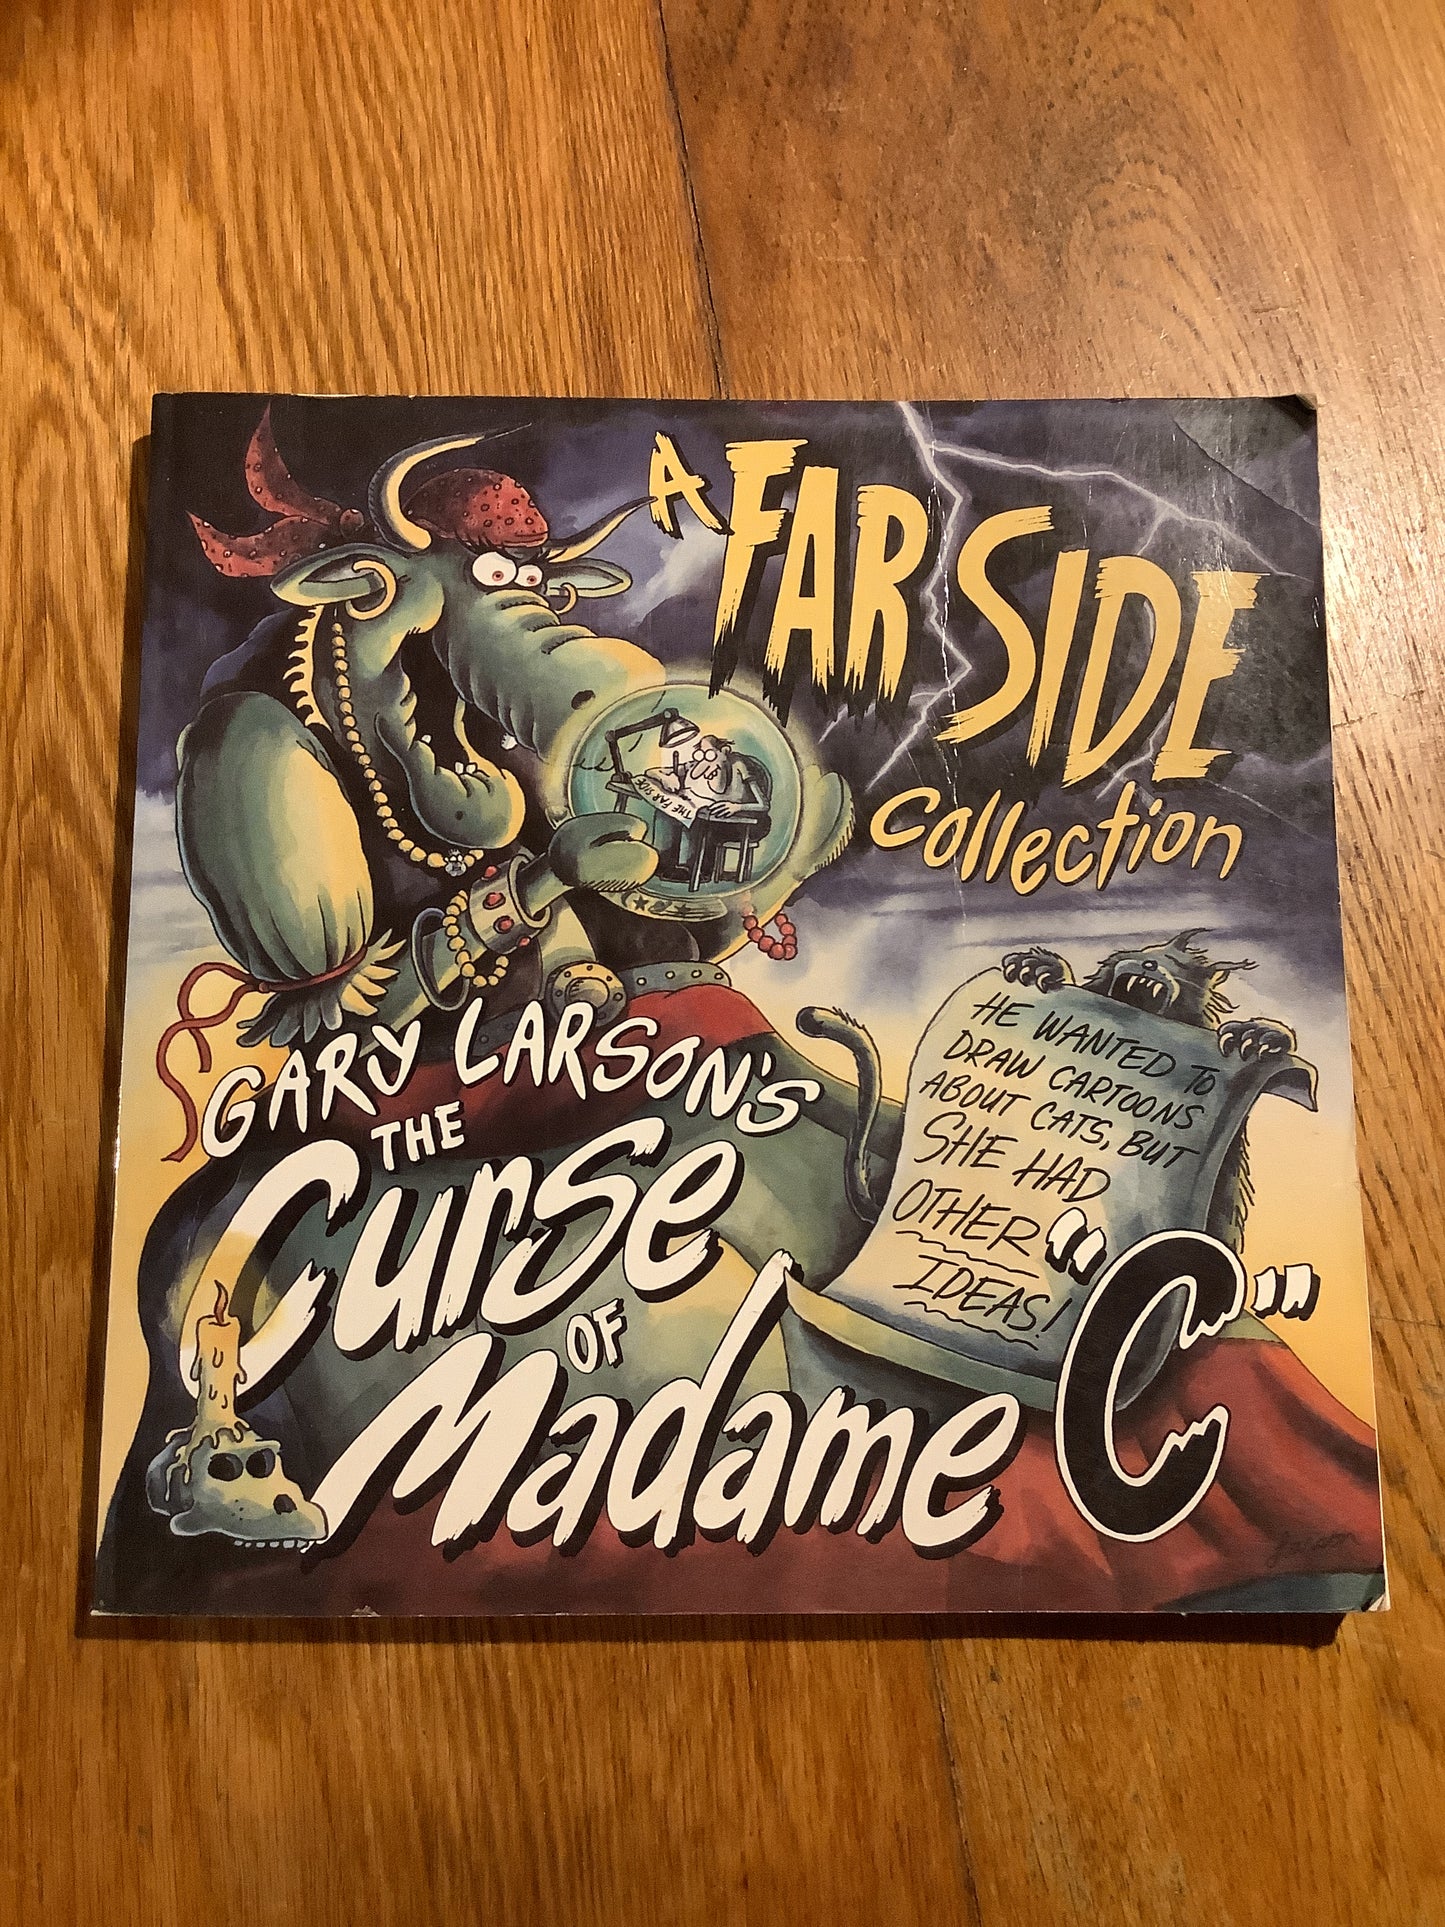 A
FAR SIDE
collection
THE FAR SIDE
GARY LARSON'S
THE
Curse
OF
Madame "C"
HE WANTED TO
DRAW CARTOONS
ABOUT CATS, BUT
SHE HAD
OTHER
IDEAS!
Larson